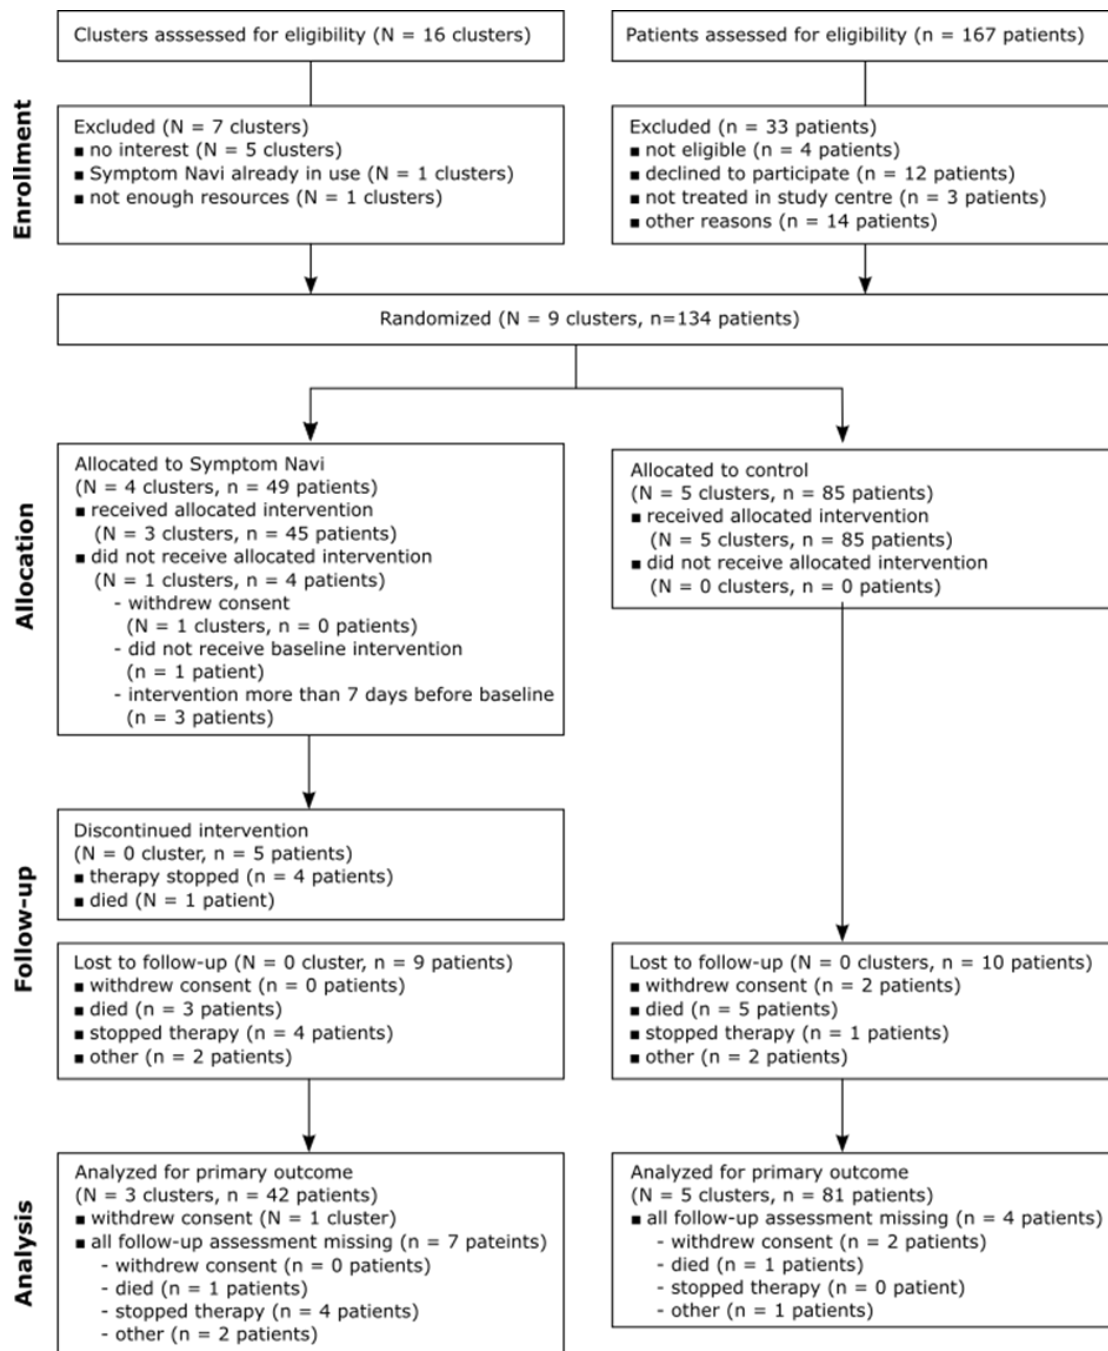 Clusters asssessed for eligibility (N = 16 clusters)
Patients assessed for eligibility (n = 167 patients)
Enrollment
Excluded (N = 7 clusters)
▪ no interest (N = 5 clusters)
▪ Symptom Navi already in use (N = 1 clusters)
▪ not enough resources (N = 1 clusters)
Excluded (n = 33 patients)
▪ not eligible (n = 4 patients)
▪ declined to participate (n = 12 patients)
▪ not treated in study centre (n = 3 patients)
▪ other reasons (n = 14 patients)
Randomized (N = 9 clusters, n=134 patients)
Allocation
Allocated to Symptom Navi
(N = 4 clusters, n = 49 patients)
▪ received allocated intervention
(N = 3 clusters, n = 45 patients)
▪ did not receive allocated intervention
(N = 1 clusters, n = 4 patients)
- withdrew consent
(N = 1 clusters, n = 0 patients)
- did not receive baseline intervention
(n = 1 patient)
- intervention more than 7 days before baseline
(n = 3 patients)
Allocated to control
(N = 5 clusters, n = 85 patients)
▪ received allocated intervention
(N = 5 clusters, n = 85 patients)
▪ did not receive allocated intervention
(N = 0 clusters, n = 0 patients)
Follow-up
Discontinued intervention
(N = 0 cluster, n = 5 patients)
▪ therapy stopped (n = 4 patients)
▪ died (N = 1 patient)
Lost to follow-up (N = 0 cluster, n = 9 patients)
▪ withdrew consent (n = 0 patients)
▪ died (n = 3 patients)
▪ stopped therapy (n = 4 patients)
▪ other (n = 2 patients)
Lost to follow-up (N = 0 clusters, n = 10 patients)
▪ withdrew consent (n = 2 patients)
▪ died (n = 5 patients)
▪ stopped therapy (n = 1 patients)
▪ other (n = 2 patients)
Analysis
Analyzed for primary outcome
(N = 3 clusters, n = 42 patients)
▪ withdrew consent (N = 1 cluster)
▪ all follow-up assessment missing (n = 7 pateints)
- withdrew consent (n = 0 patients)
- died (n = 1 patients)
- stopped therapy (n = 4 patients)
- other (n = 2 patients)
Analyzed for primary outcome
(N = 5 clusters, n = 81 patients)
▪ all follow-up assessment missing (n = 4 patients)
- withdrew consent (n = 2 patients)
- died (n = 1 patients)
- stopped therapy (n = 0 patient)
- other (n = 1 patients)